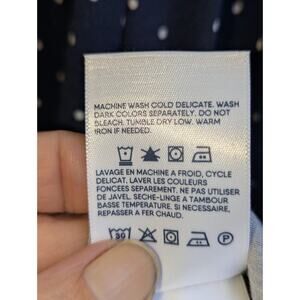 MACHINE WASH COLD DELICATE. WASH
DARK COLORS SEPARATELY. DO NOT
BLEACH. TUMBLE DRY LOW. WARM
IRON IF NEEDED.
LAVAGE EN MACHINE A FROID, CYCLE
DELICAT. LAVER LES COULEURS
FONCEES SEPAREMENT. NE PAS UTILISER
DE JAVEL. SECHE-LINGE A TAMBOUR
BASSE TEMPERATURE. SI NECESSAIRE,
REPASSER A FER CHAUD.
30 P